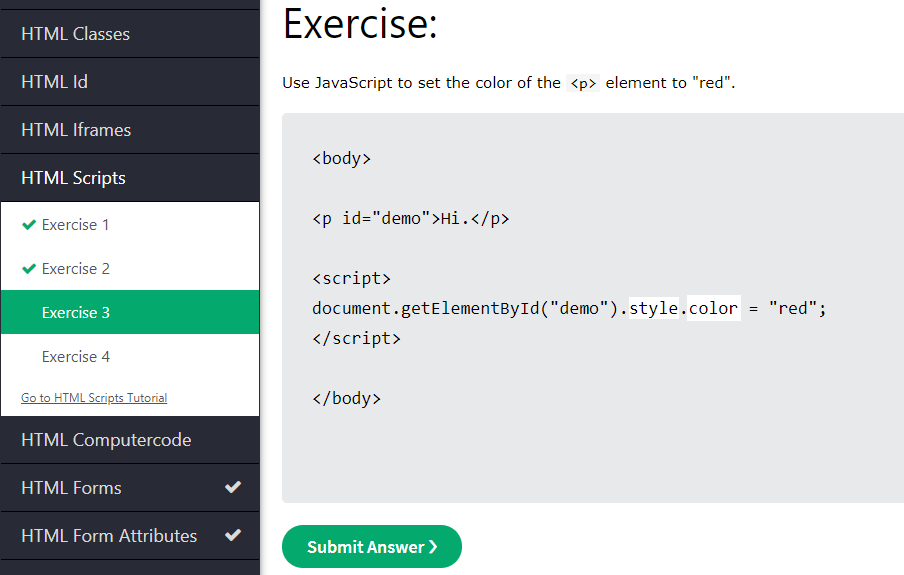 HTML Classes
HTML Id
HTML Iframes
HTML Scripts
Exercise 1
Exercise 2
Exercise 3
Exercise 4
Go to HTML Scripts Tutorial
HTML Computercode
HTML Forms
HTML Form Attributes
Exercise:
Use JavaScript to set the color of the <p> element to "red".
<body>
<p id="demo">Hi.</p>
<script>
document.getElementById("demo").style.color = "red";
</script>
</body>
Submit Answer ❯